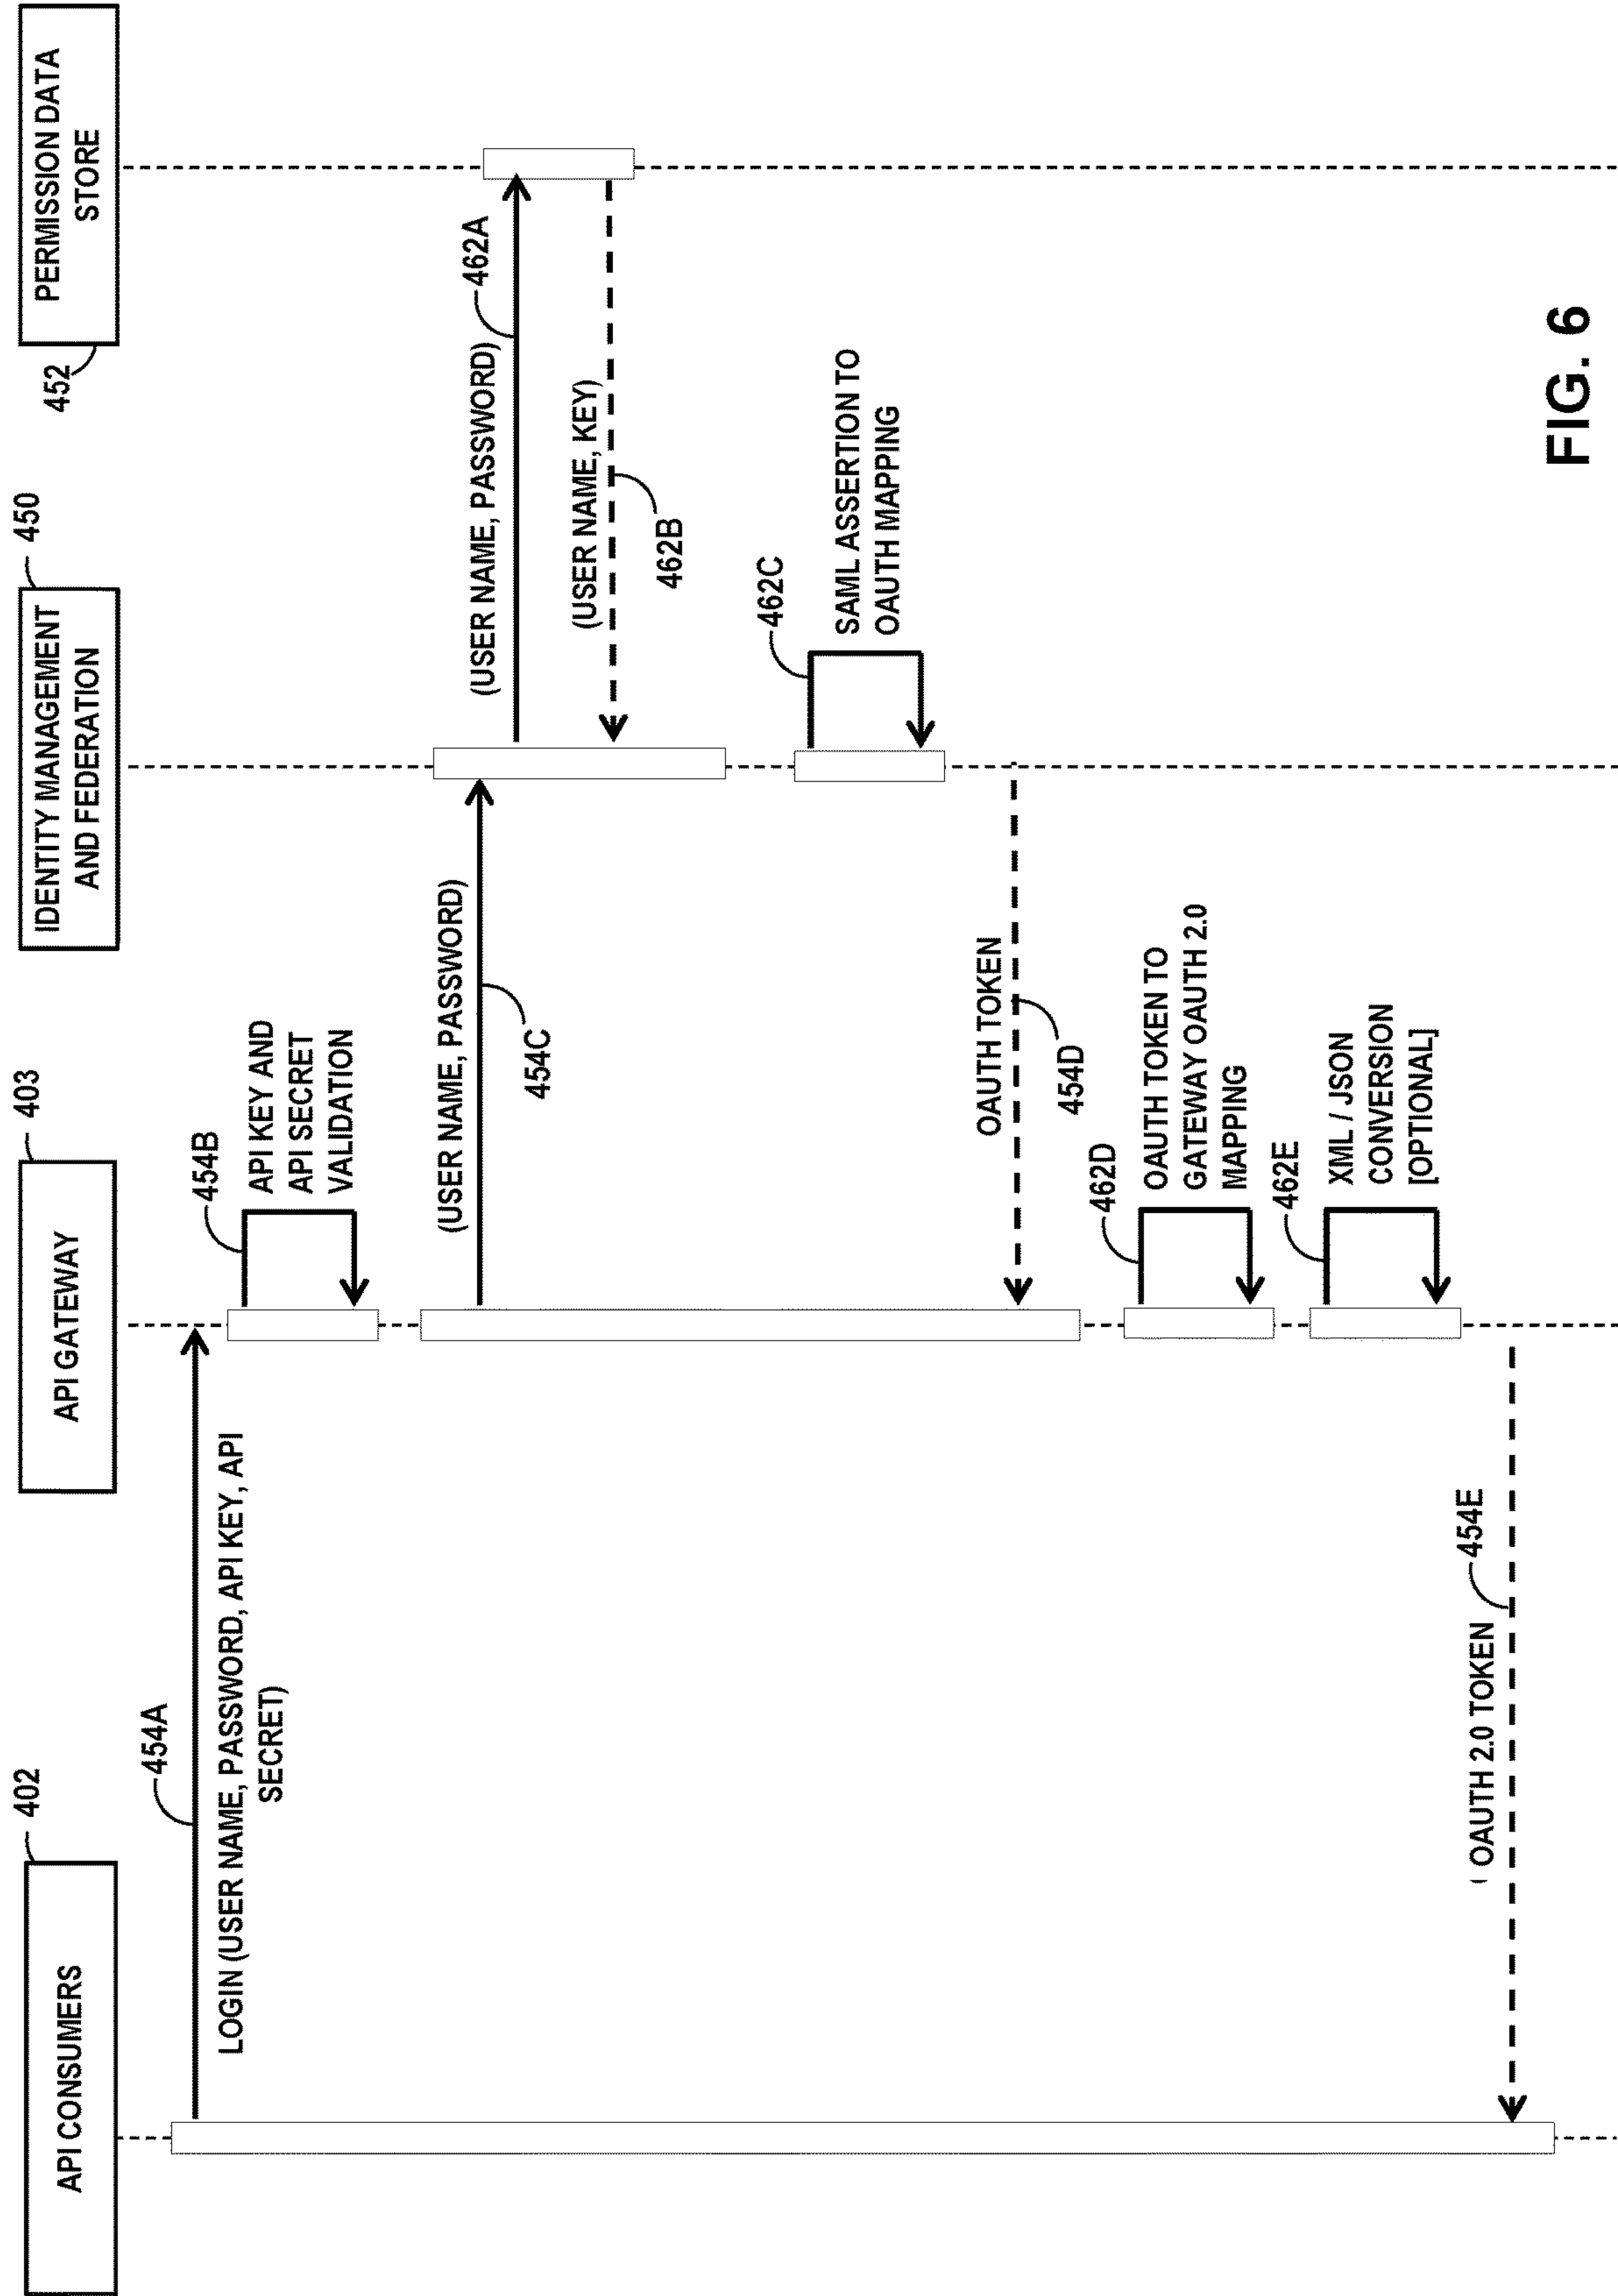 API CONSUMERS
402
API GATEWAY
403
IDENTITY MANAGEMENT
AND FEDERATION
450
PERMISSION DATA
STORE
452
454A
LOGIN (USER NAME, PASSWORD, API KEY, API
SECRET)
454B
API KEY AND
API SECRET
VALIDATION
(USER NAME, PASSWORD)
454C
(USER NAME, PASSWORD)
462A
(USER NAME, KEY)
462B
462C
SAML ASSERTION TO
OAUTH MAPPING
OAUTH TOKEN
454D
462D
OAUTH TOKEN TO
GATEWAY OAUTH 2.0
MAPPING
462E
XML / JSON
CONVERSION
[OPTIONAL]
( OAUTH 2.0 TOKEN
454E
FIG. 6